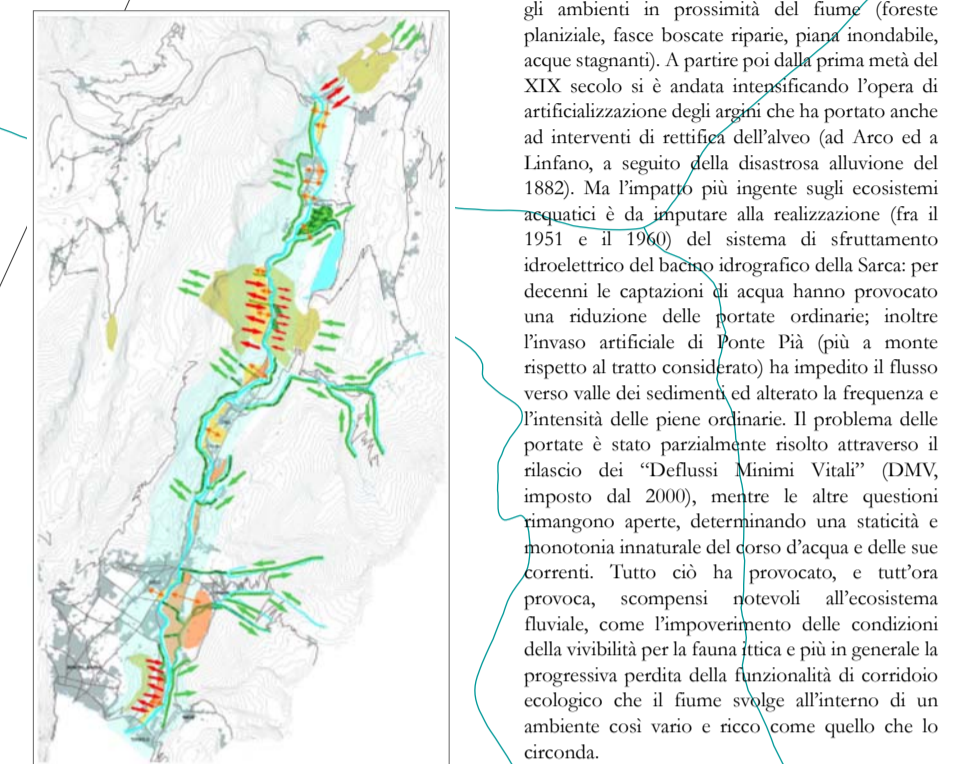 gli ambienti in prossimità del fiume (foreste
planiziale, fasce boscate riparie, piana inondabile,
acque stagnanti). A partire poi dalla prima metà del
XIX secolo si è andata intensificando l'opera di
artificializzazione degli argini che ha portato anche
ad interventi di rettifica dell'alveo (ad Arco ed a
Linfano, a seguito della disastrosa alluvione del
1882). Ma l'impatto più ingente sugli ecosistemi
acquatici è da imputare alla realizzazione (fra il
1951 e il 1960) del sistema di sfruttamento
idroelettrico del bacino idrografico della Sarca: per
decenni le captazioni di acqua hanno provocato
una riduzione delle portate ordinarie; inoltre
l'invaso artificiale di Ponte Pià (più a monte
rispetto al tratto considerato) ha impedito il flusso
verso valle dei sedimenti ed alterato la frequenza e
l'intensità delle piene ordinarie. Il problema delle
portate è stato parzialmente risolto attraverso il
rilascio dei “Deflussi Minimi Vitali” (DMV,
imposto dal 2000), mentre le altre questioni
rimangono aperte, determinando una staticità e
monotonia innaturale del corso d'acqua e delle sue
correnti. Tutto ciò ha provocato, e tutt'ora
provoca, scompensi notevoli all'ecosistema
fluviale, come l'impoverimento delle condizioni
della vivibilità per la fauna ittica e più in generale la
progressiva perdita della funzionalità di corridoio
ecologico che il fiume svolge all'interno di un
ambiente così vario e ricco come quello che lo
circonda.